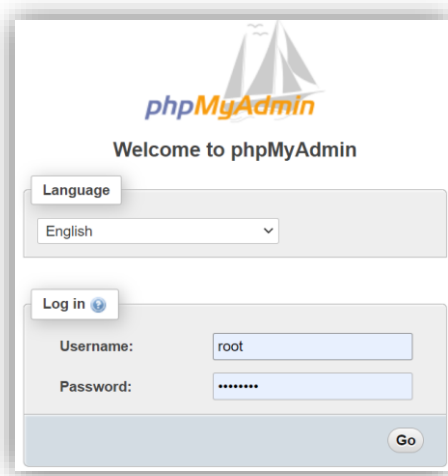 phpMyAdmin
Welcome to phpMyAdmin
Language
English
Log in
Username: root
Password: ••••••••
Go